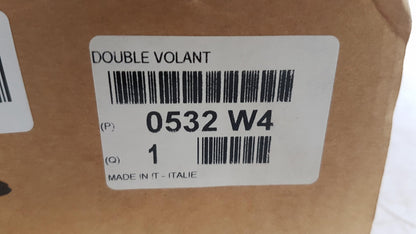 DOUBLE VOLANT
(P) 0532 W4
(Q) 1
MADE IN IT - ITALIE